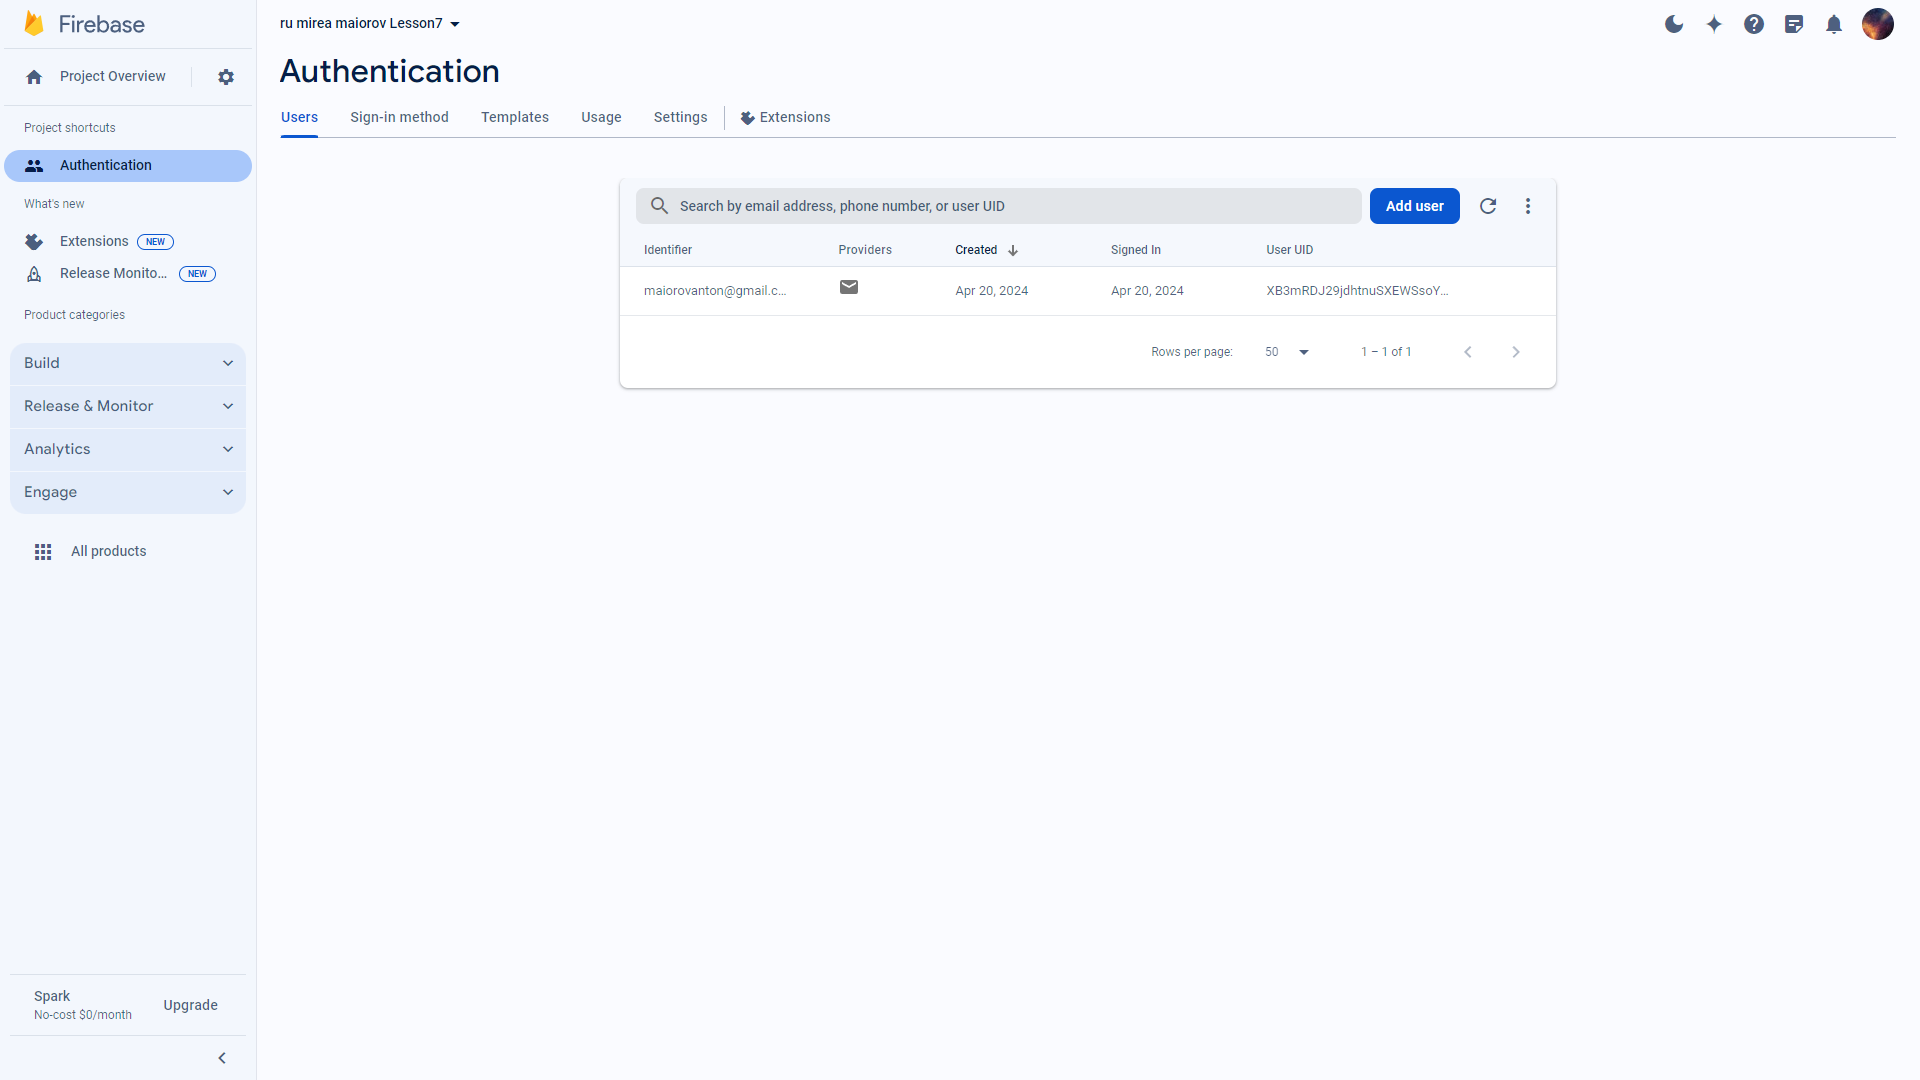 Firebase
Project Overview
Project shortcuts
Authentication
What's new
Extensions NEW
Release Monito... NEW
Product categories
Build
Release & Monitor
Analytics
Engage
All products
Spark
No-cost $0/month
Upgrade
ru mirea maiorov Lesson7
Authentication
Users Sign-in method Templates Usage Settings Extensions
Search by email address, phone number, or user UID
Add user
Identifier Providers Created Signed In User UID
maiorovanton@gmail.c... Apr 20, 2024 Apr 20, 2024 XB3mRDJ29jdhtnuSXEWSsoY...
Rows per page: 50 1 – 1 of 1